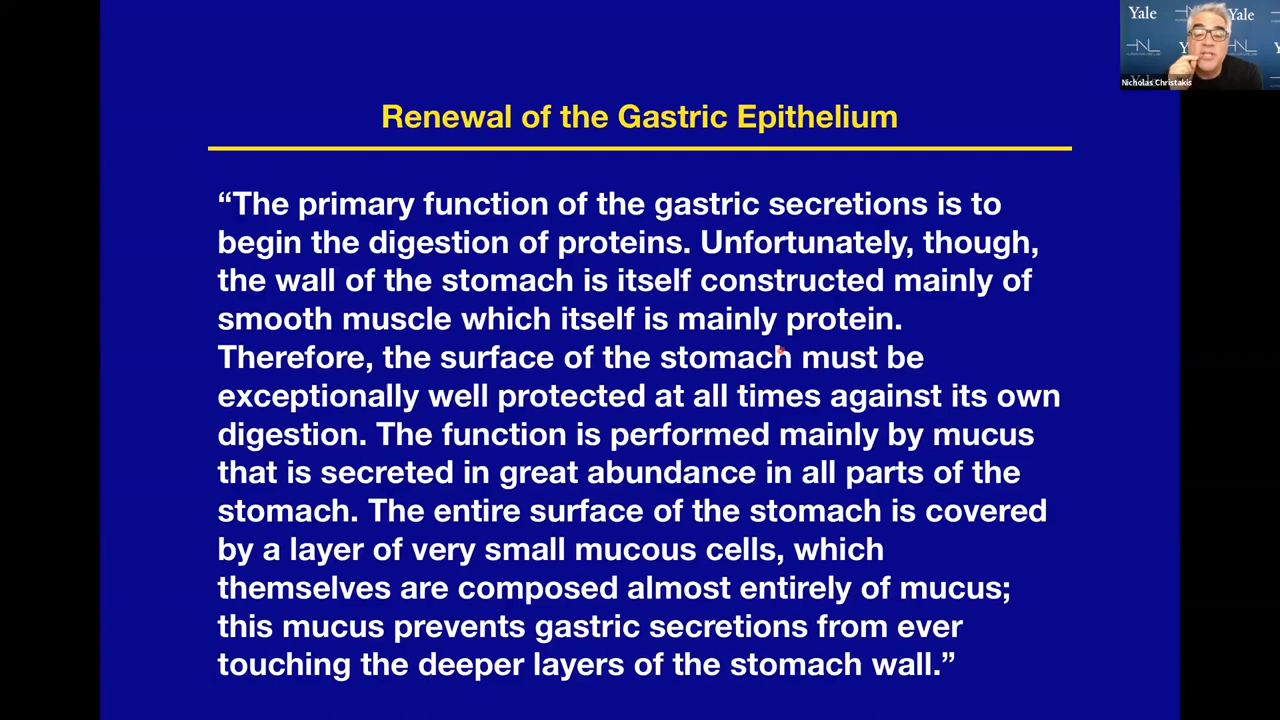 Yale
Yale
Nicholas Christakis
Renewal of the Gastric Epithelium
“The primary function of the gastric secretions is to
begin the digestion of proteins. Unfortunately, though,
the wall of the stomach is itself constructed mainly of
smooth muscle which itself is mainly protein.
Therefore, the surface of the stomach must be
exceptionally well protected at all times against its own
digestion. The function is performed mainly by mucus
that is secreted in great abundance in all parts of the
stomach. The entire surface of the stomach is covered
by a layer of very small mucous cells, which
themselves are composed almost entirely of mucus;
this mucus prevents gastric secretions from ever
touching the deeper layers of the stomach wall.”